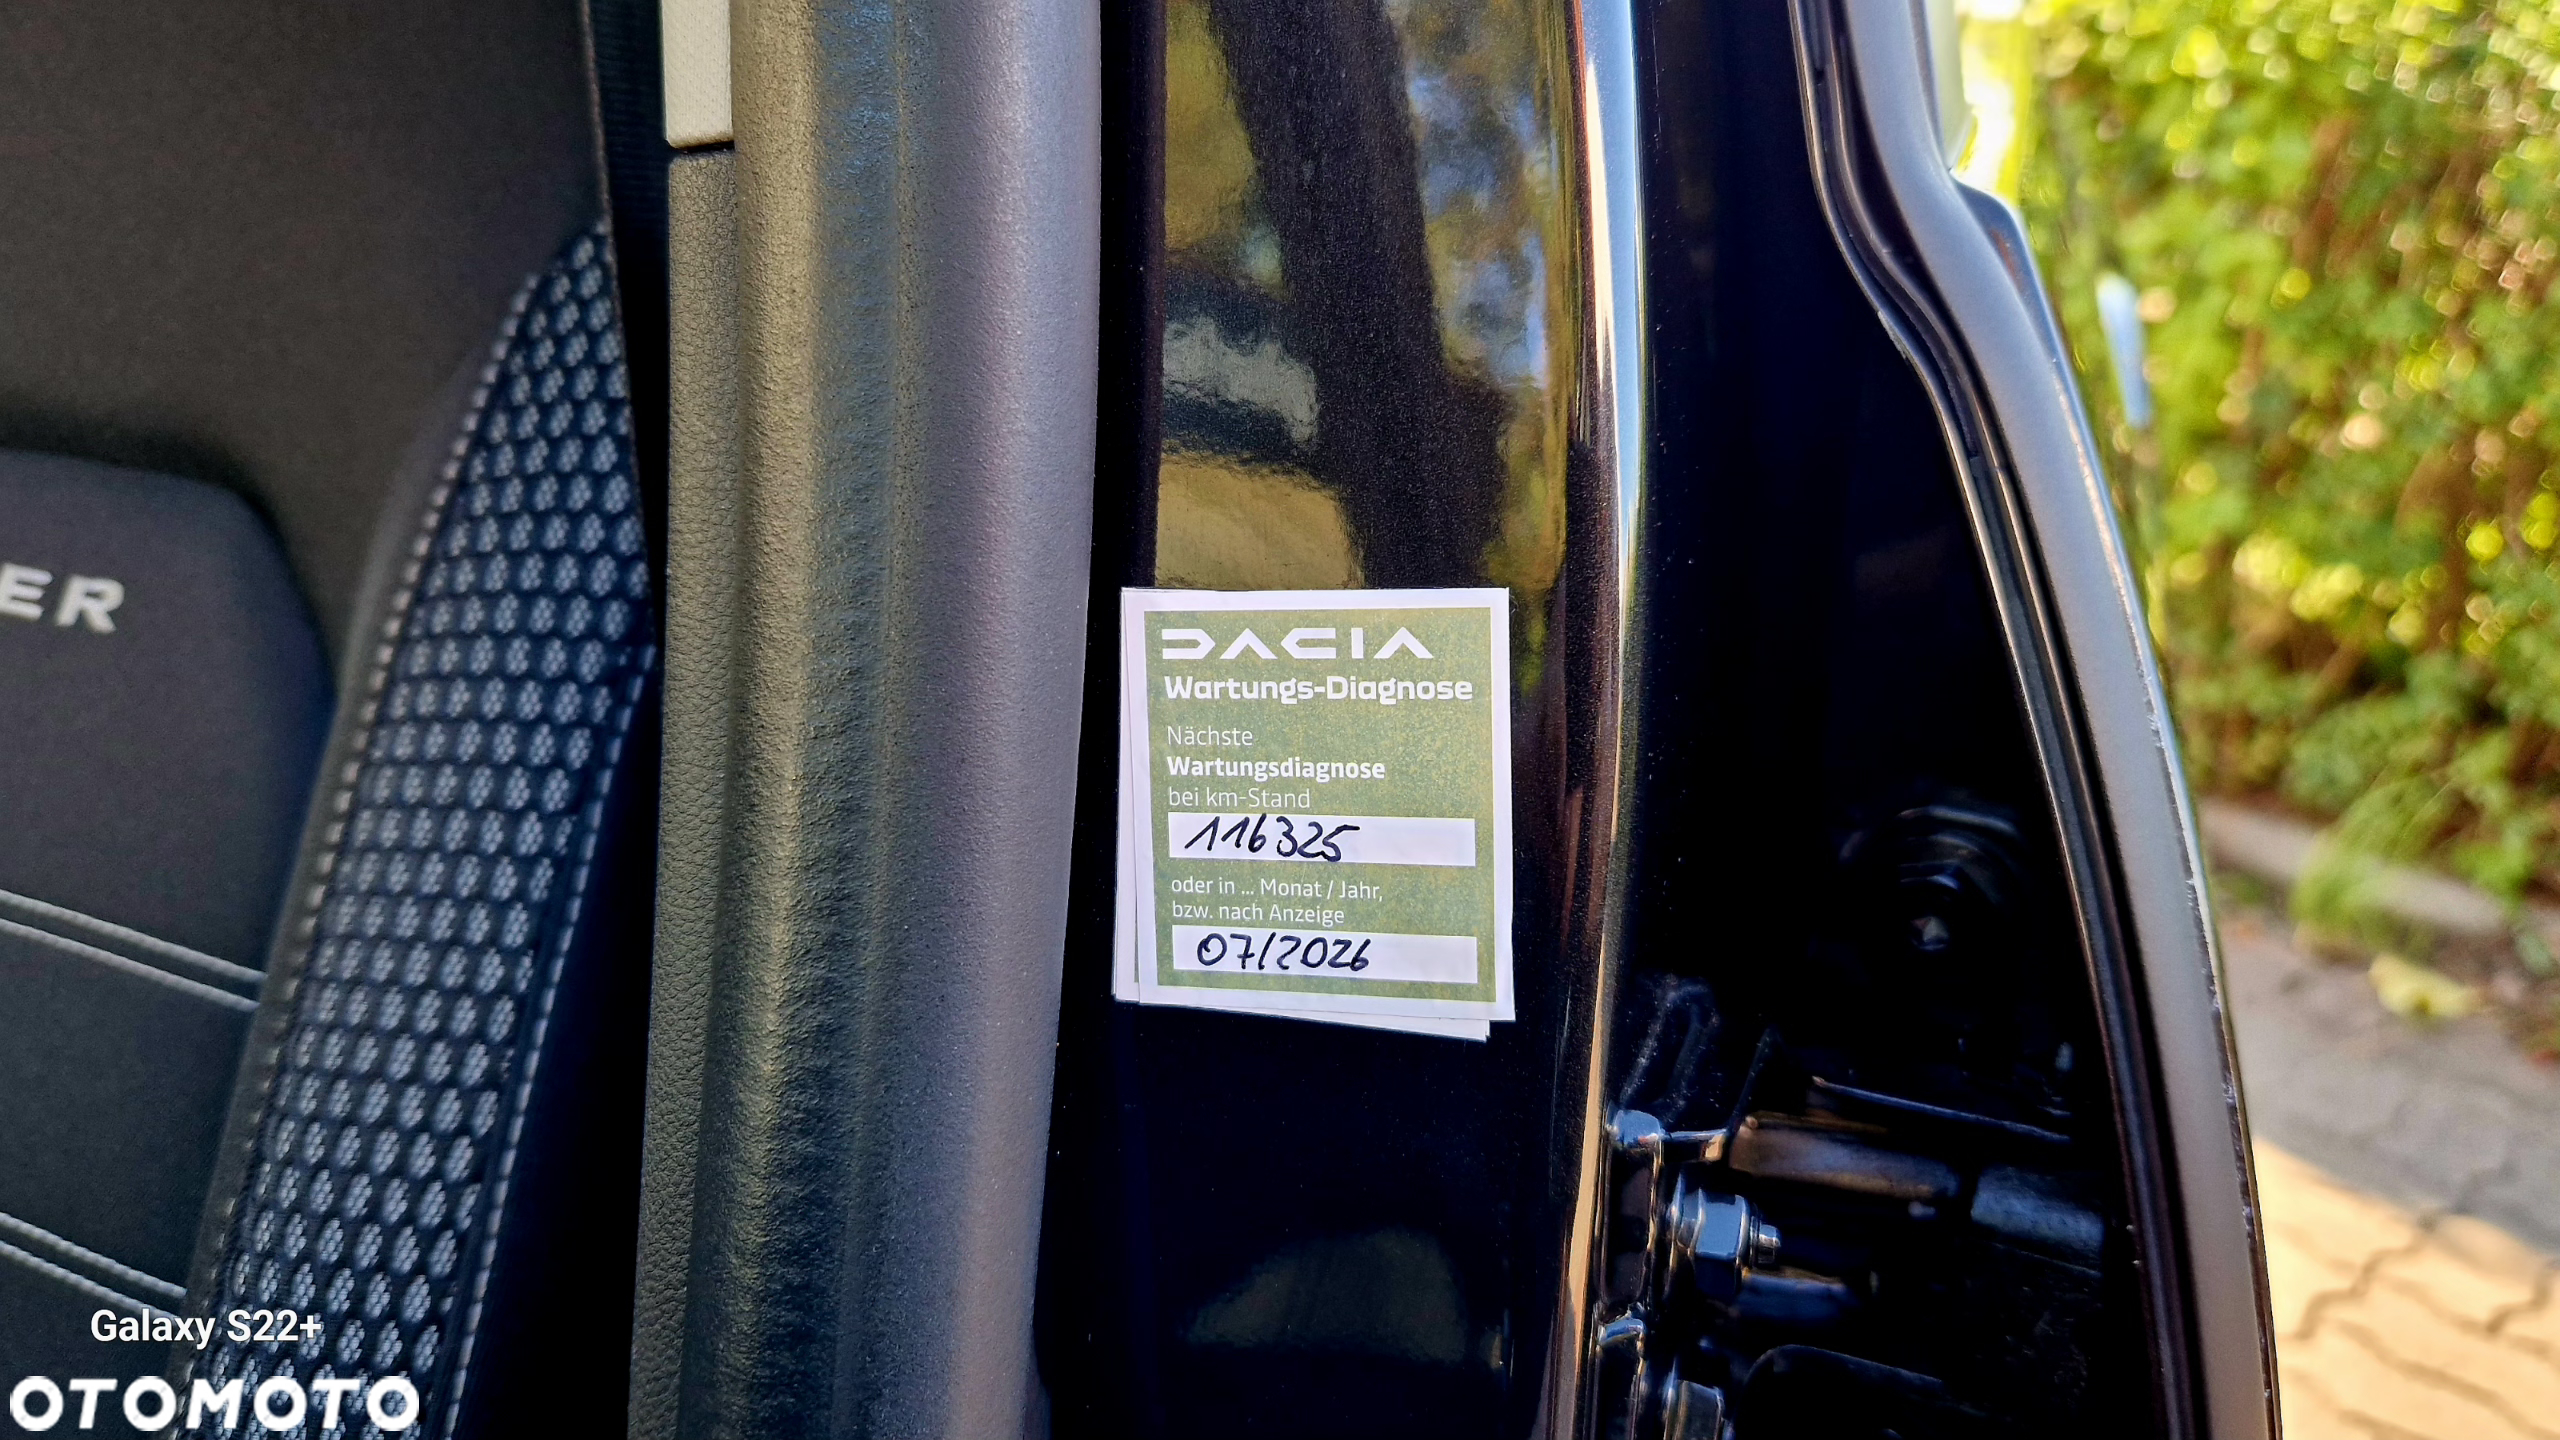 ER
DACIA
Wartungs-Diagnose
Nächste
Wartungsdiagnose
bei km-Stand
116325
oder in ... Monat / Jahr,
bzw. nach Anzeige
07/2026
Galaxy S22+
OTOMOTO